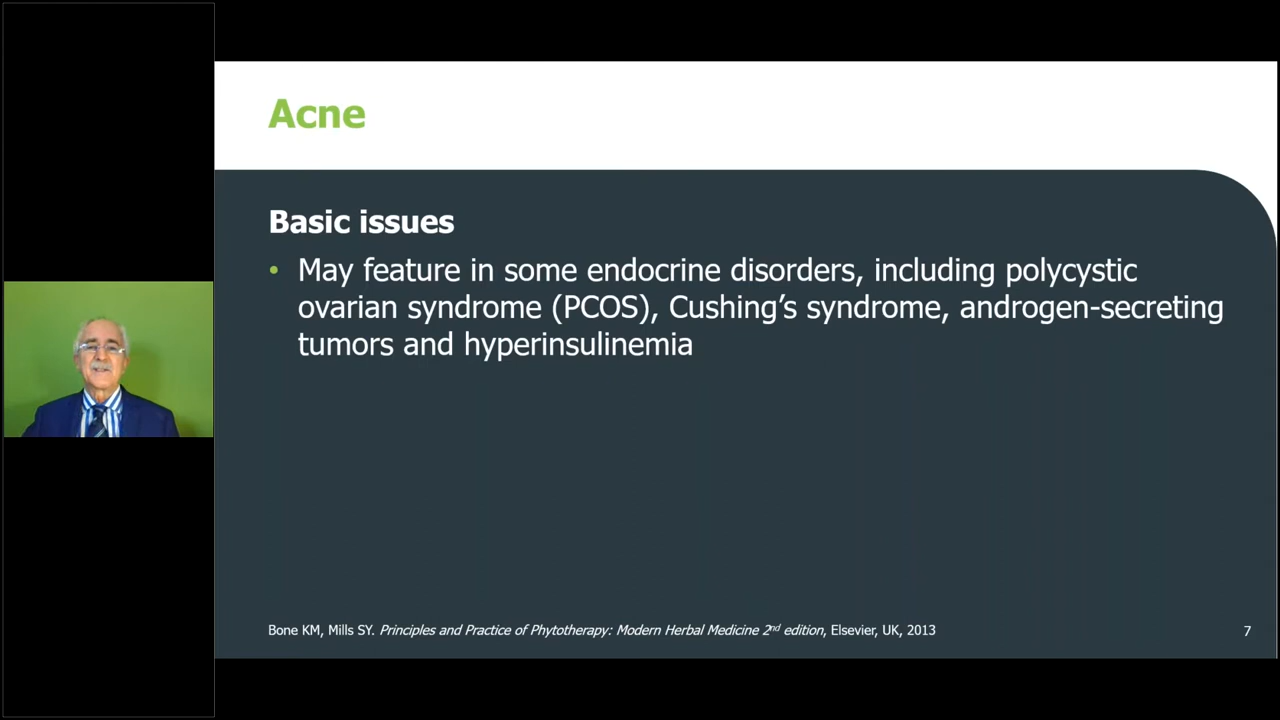 Acne
Basic issues
• May feature in some endocrine disorders, including polycystic
ovarian syndrome (PCOS), Cushing’s syndrome, androgen-secreting
tumors and hyperinsulinemia
Bone KM, Mills SY. Principles and Practice of Phytotherapy: Modern Herbal Medicine 2nd edition, Elsevier, UK, 2013
7